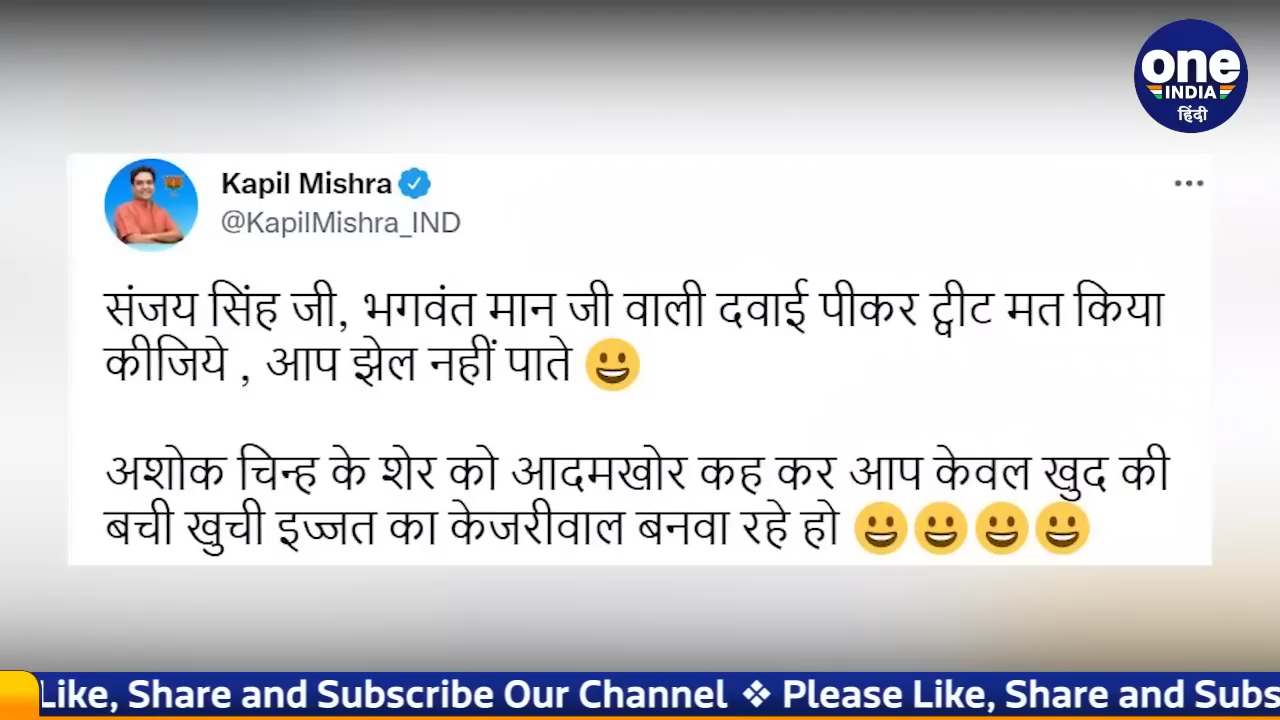 one
INDIA
हिंदी
Kapil Mishra
@KapilMishra_IND
संजय सिंह जी, भगवंत मान जी वाली दवाई पीकर ट्वीट मत किया
कीजिये , आप झेल नहीं पाते 😀
अशोक चिन्ह के शेर को आदमखोर कह कर आप केवल खुद की
बची खुची इज्जत का केजरीवाल बनवा रहे हो 😀😀😀😀
Like, Share and Subscribe Our Channel ❖ Please Like, Share and Subs